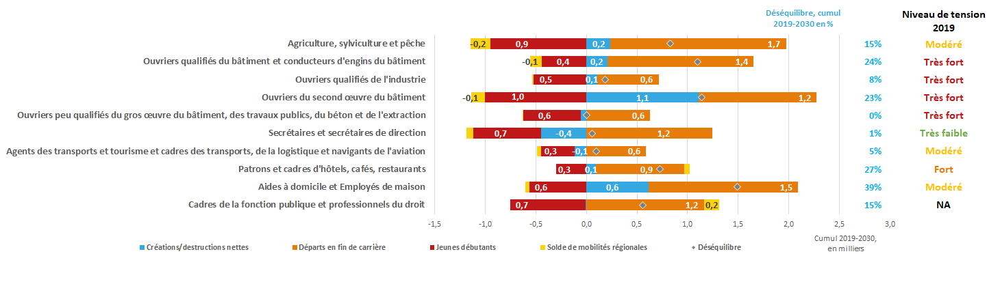 Déséquilibre, cumul
2019-2030 en %
Niveau de tension
2019
Agriculture, sylviculture et pêche -0,2 0,9 0,2 1,7 15% Modéré
Ouvriers qualifiés du bâtiment et conducteurs d'engins du bâtiment -0,1 0,4 0,2 1,4 24% Très fort
Ouvriers qualifiés de l'industrie 0,5 0,1 0,6 8% Très fort
Ouvriers du second œuvre du bâtiment -0,1 1,0 1,1 1,2 23% Très fort
Ouvriers peu qualifiés du gros œuvre du bâtiment, des travaux publics, du béton et de l'extraction 0,6 0,6 0% Très fort
Secrétaires et secrétaires de direction 0,7 -0,4 1,2 1% Très faible
Agents des transports et tourisme et cadres des transports, de la logistique et navigants de l'aviation 0,3 -0,1 0,6 5% Modéré
Patrons et cadres d'hôtels, cafés, restaurants 0,3 0,1 0,9 27% Fort
Aides à domicile et Employés de maison 0,6 0,6 1,5 39% Modéré
Cadres de la fonction publique et professionnels du droit 0,7 1,2 0,2 15% NA
-1,5 -1,0 -0,5 0,0 0,5 1,0 1,5 2,0 2,5 3,0
Cumul 2019-2030,
en milliers
Créations/destructions nettes Départs en fin de carrière Jeunes débutants Solde de mobilités régionales Déséquilibre